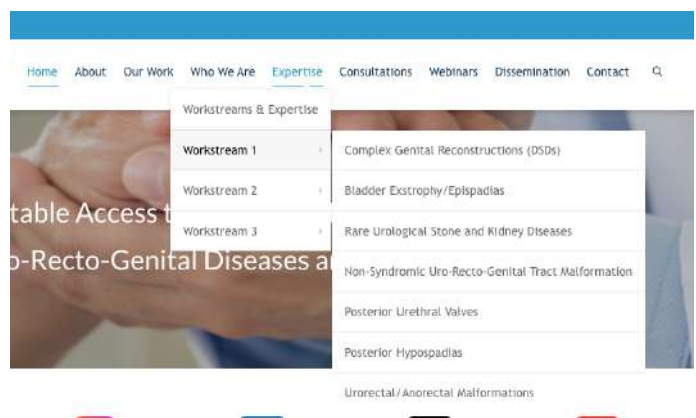 Home About Our Work Who We Are Expertise Consultations Webinars Dissemination Contact
Workstreams & Expertise
Workstream 1
Workstream 2
Workstream 3
Complex Genital Reconstructions (DSDs)
Bladder Exstrophy/Epispadias
Rare Urological Stone and Kidney Diseases
Non-Syndromic Uro-Recto-Genital Tract Malformation
Posterior Urethral Valves
Posterior Hypospadias
Urorectal/Anorectal Malformations
table Access t
o-Recto-Genital Diseases a